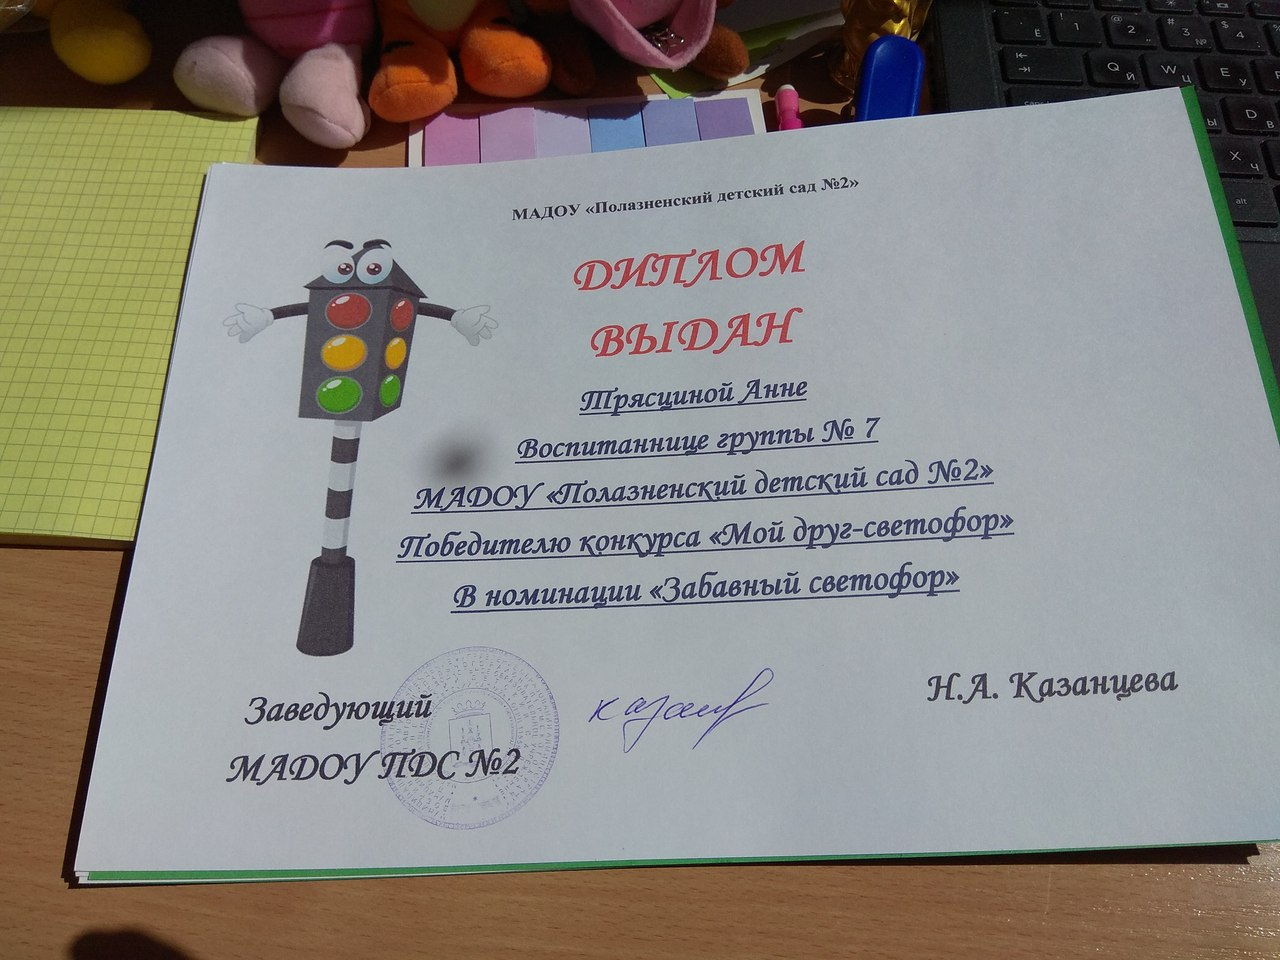 МАДОУ «Полазненский детский сад №2»
ДИПЛОМ
ВЫДАН
Трясциной Анне
Воспитаннице группы № 7
МАДОУ «Полазненский детский сад №2»
Победителю конкурса «Мой друг-светофор»
В номинации «Забавный светофор»
Заведующий
Н.А. Казанцева
МАДОУ ПДС №2